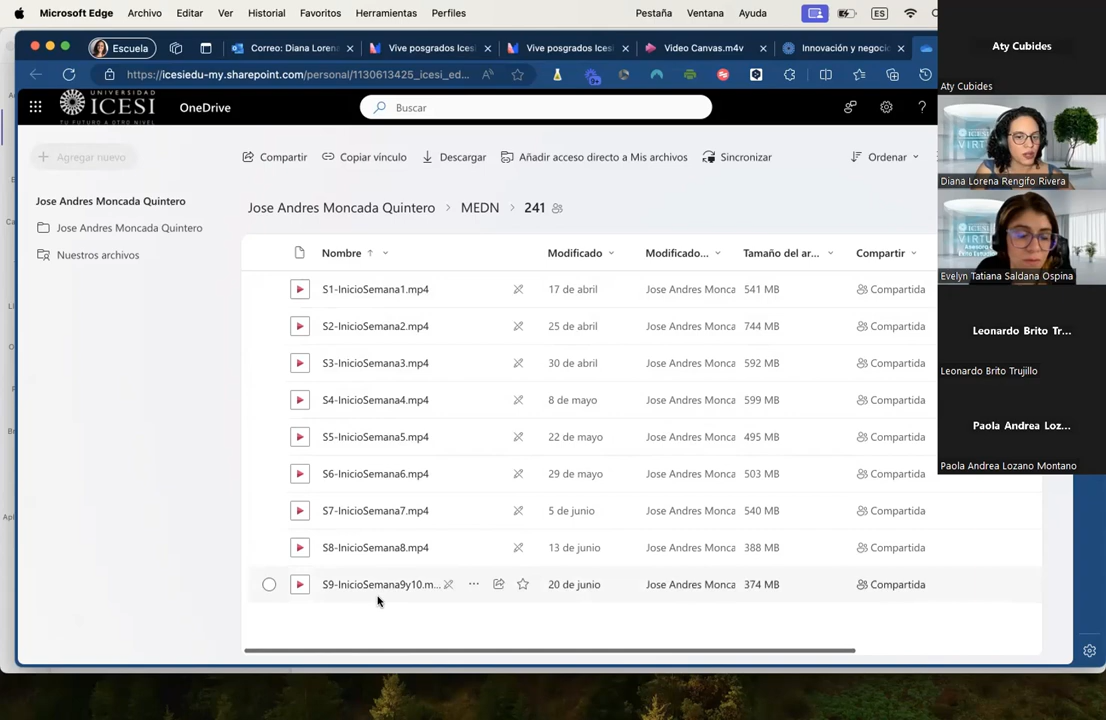 Microsoft Edge Archivo Editar Ver Historial Favoritos Herramientas Perfiles Pestaña Ventana Ayuda ES
Escuela Correo: Diana Lorena Vive posgrados Icesi Vive posgrados Icesi Video Canvas.m4v Innovación y negocio
https://icesiedu-my.sharepoint.com/personal/1130613425_icesi_ed... 9+
UNIVERSIDAD
ICESI
TU FUTURO A OTRO NIVEL
OneDrive Buscar
Agregar nuevo Compartir Copiar vínculo Descargar Añadir acceso directo a Mis archivos Sincronizar Ordenar
Jose Andres Moncada Quintero
Jose Andres Moncada Quintero
Nuestros archivos
Jose Andres Moncada Quintero > MEDN > 241
Nombre Modificado Modificado... Tamaño del ar... Compartir
S1-InicioSemana1.mp4 17 de abril Jose Andres Monca 541 MB Compartida
S2-InicioSemana2.mp4 25 de abril Jose Andres Monca 744 MB Compartida
S3-InicioSemana3.mp4 30 de abril Jose Andres Monca 592 MB Compartida
S4-InicioSemana4.mp4 8 de mayo Jose Andres Monca 599 MB Compartida
S5-InicioSemana5.mp4 22 de mayo Jose Andres Monca 495 MB Compartida
S6-InicioSemana6.mp4 29 de mayo Jose Andres Monca 503 MB Compartida
S7-InicioSemana7.mp4 5 de junio Jose Andres Monca 540 MB Compartida
S8-InicioSemana8.mp4 13 de junio Jose Andres Monca 388 MB Compartida
S9-InicioSemana9y10.m... 20 de junio Jose Andres Monca 374 MB Compartida
Aty Cubides
Aty Cubides
Diana Lorena Rengifo Rivera
Evelyn Tatiana Saldana Ospina
Leonardo Brito Tr...
Leonardo Brito Trujillo
Paola Andrea Loz...
Paola Andrea Lozano Montano